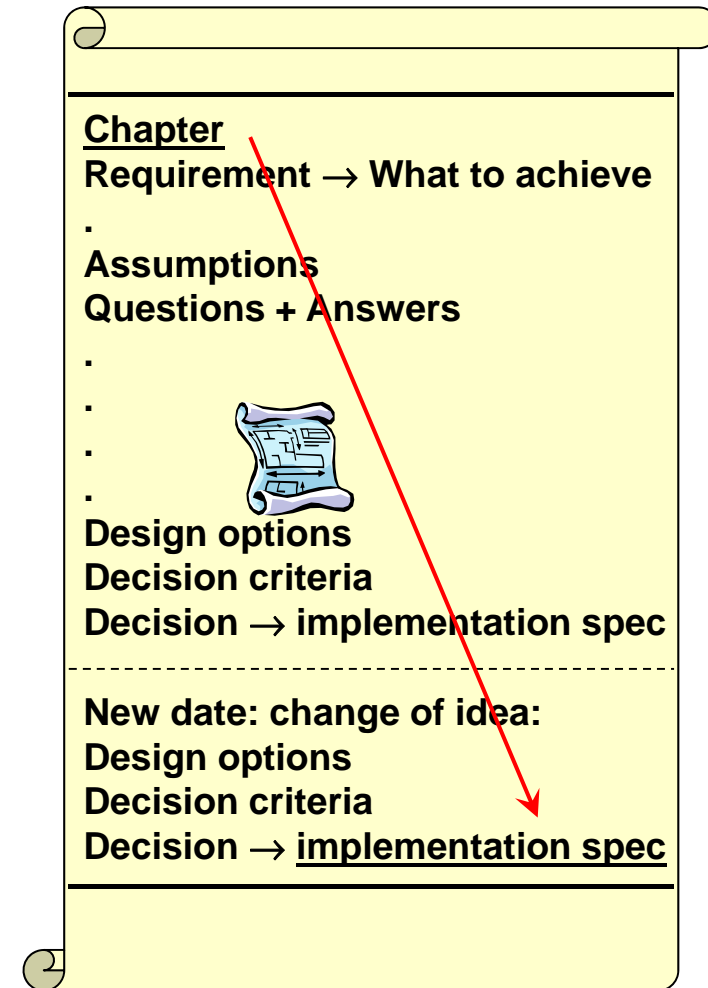 Chapter
Requirement → What to achieve
.
Assumptions
Questions + Answers
.
.
.
.
Design options
Decision criteria
Decision → implementation spec
New date: change of idea:
Design options
Decision criteria
Decision → implementation spec